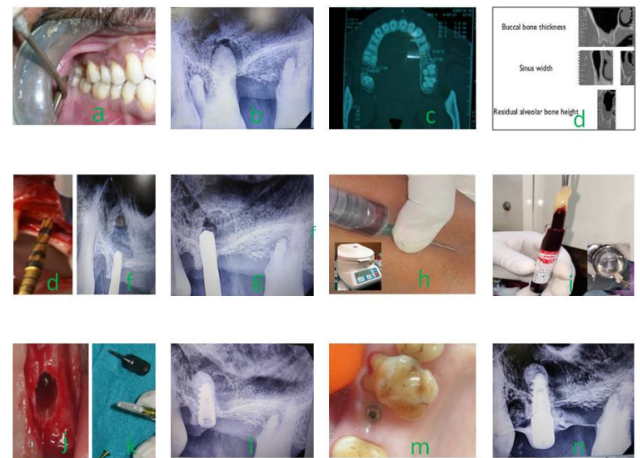 a
b
c
Buccal bone thickness
Sinus width
Residual alveolar bone height
d
d
f
g
f
h
i
j
k
l
m
n